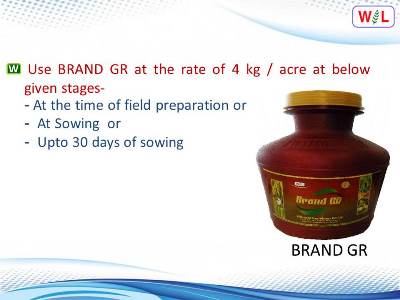 W L
W Use BRAND GR at the rate of 4 kg / acre at below
given stages-
- At the time of field preparation or
- At Sowing or
- Upto 30 days of sowing
Brand GR
BRAND GR